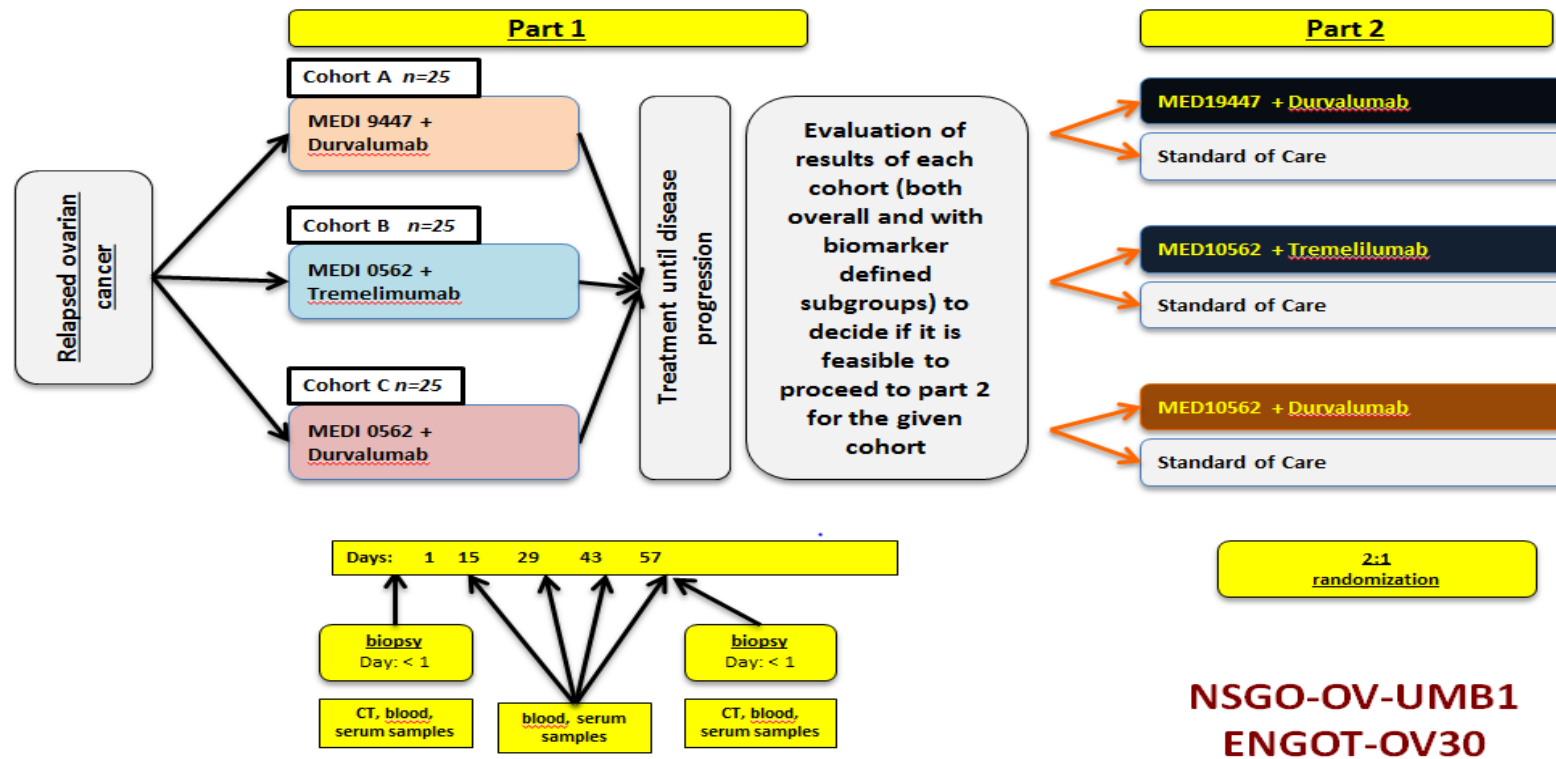 Part 1
Part 2
Relapsed ovarian
cancer
Cohort A n=25
MEDI 9447 +
Durvalumab
Cohort B n=25
MEDI 0562 +
Tremelimumab
Cohort C n=25
MEDI 0562 +
Durvalumab
Treatment until disease
progression
Evaluation of
results of each
cohort (both
overall and with
biomarker
defined
subgroups) to
decide if it is
feasible to
proceed to part 2
for the given
cohort
MED19447 + Durvalumab
Standard of Care
MED10562 + Tremelilumab
Standard of Care
MED10562 + Durvalumab
Standard of Care
Days: 1 15 29 43 57
biopsy
Day: < 1
CT, blood,
serum samples
blood, serum
samples
biopsy
Day: < 1
CT, blood,
serum samples
2:1
randomization
NSGO-OV-UMB1
ENGOT-OV30